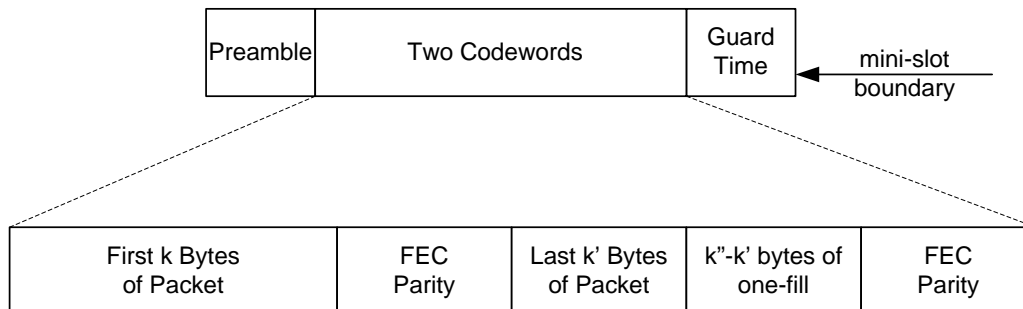 Preamble
Two Codewords
Guard
Time
mini-slot
boundary
First k Bytes
of Packet
FEC
Parity
Last k’ Bytes
of Packet
k”-k’ bytes of
one-fill
FEC
Parity